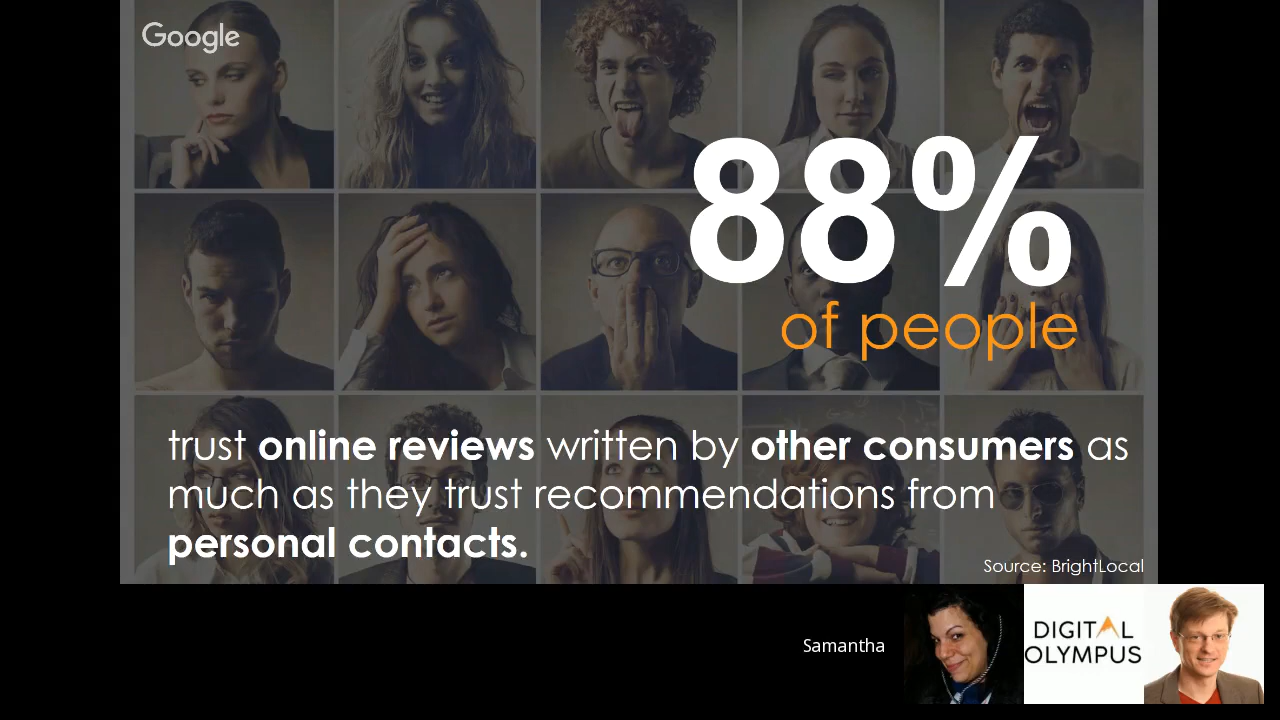 Google
88%
of people
trust online reviews written by other consumers as
much as they trust recommendations from
personal contacts.
Source: BrightLocal
Samantha
DIGITAL
OLYMPUS